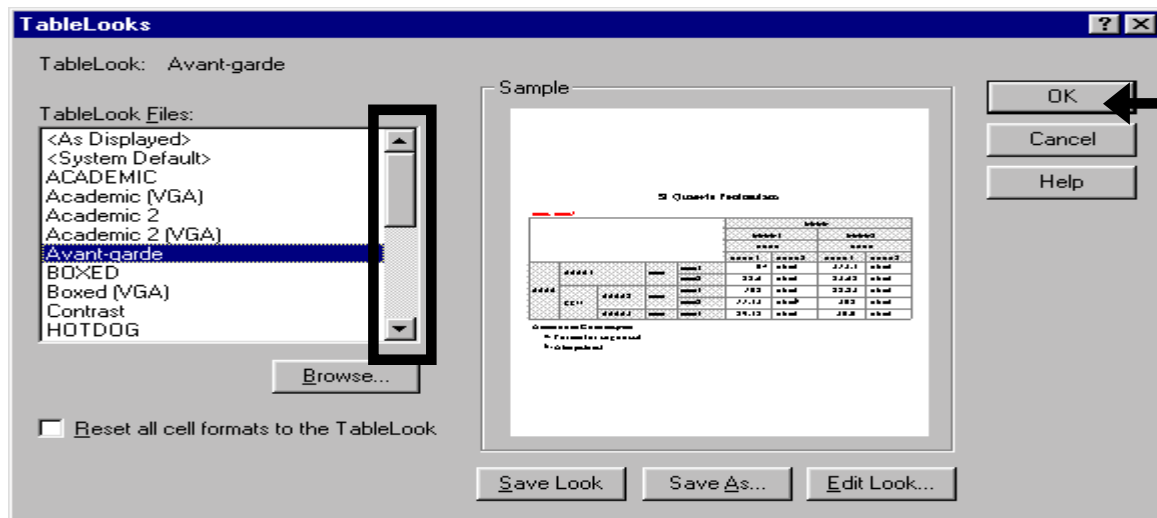 TableLooks
TableLook: Avant-garde
TableLook Files:
<As Displayed>
<System Default>
ACADEMIC
Academic (VGA)
Academic 2
Academic 2 (VGA)
Avant-garde
BOXED
Boxed (VGA)
Contrast
HOTDOG
Browse...
Reset all cell formats to the TableLook
Sample
OK
Cancel
Help
Save Look
Save As...
Edit Look...